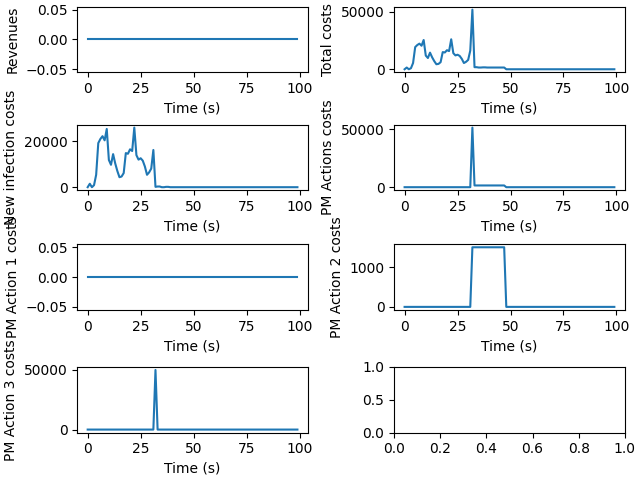 Revenues
0.05
0.00
−0.05
0 25 50 75 100
Time (s)
Total costs
50000
0
0 25 50 75 100
Time (s)
New infection costs
20000
0
0 25 50 75 100
Time (s)
PM Actions costs
50000
0
0 25 50 75 100
Time (s)
PM Action 1 costs
0.05
0.00
−0.05
0 25 50 75 100
Time (s)
PM Action 2 costs
1000
0
0 25 50 75 100
Time (s)
PM Action 3 costs
50000
0
0 25 50 75 100
Time (s)
1.0
0.5
0.0
0.0 0.2 0.4 0.6 0.8 1.0